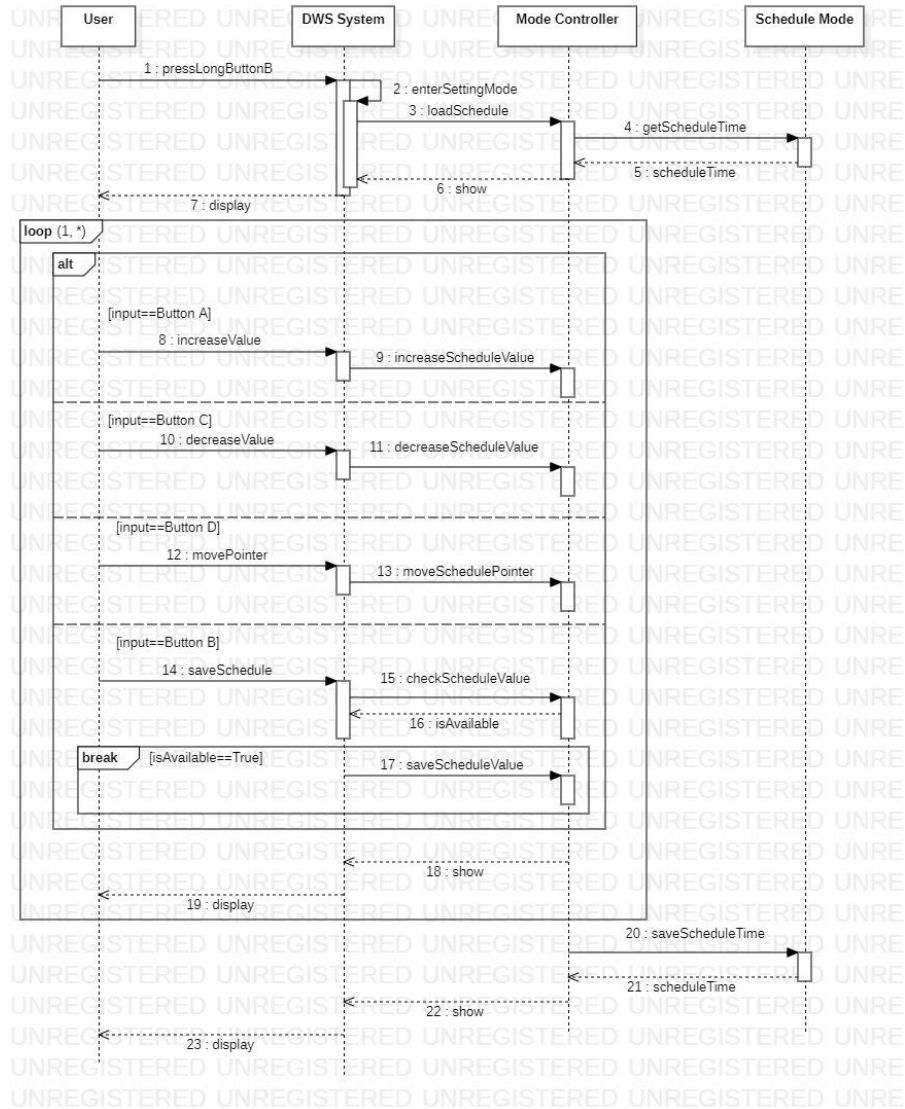 User DWS System Mode Controller Schedule Mode
1 : pressLongButtonB
2 : enterSettingMode
3 : loadSchedule
4 : getScheduleTime
5 : scheduleTime
6 : show
7 : display
loop (1, *)
alt
[input==Button A]
8 : increaseValue
9 : increaseScheduleValue
[input==Button C]
10 : decreaseValue
11 : decreaseScheduleValue
[input==Button D]
12 : movePointer
13 : moveSchedulePointer
[input==Button B]
14 : saveSchedule
15 : checkScheduleValue
16 : isAvailable
break [isAvailable==True]
17 : saveScheduleValue
18 : show
19 : display
20 : saveScheduleTime
21 : scheduleTime
22 : show
23 : display